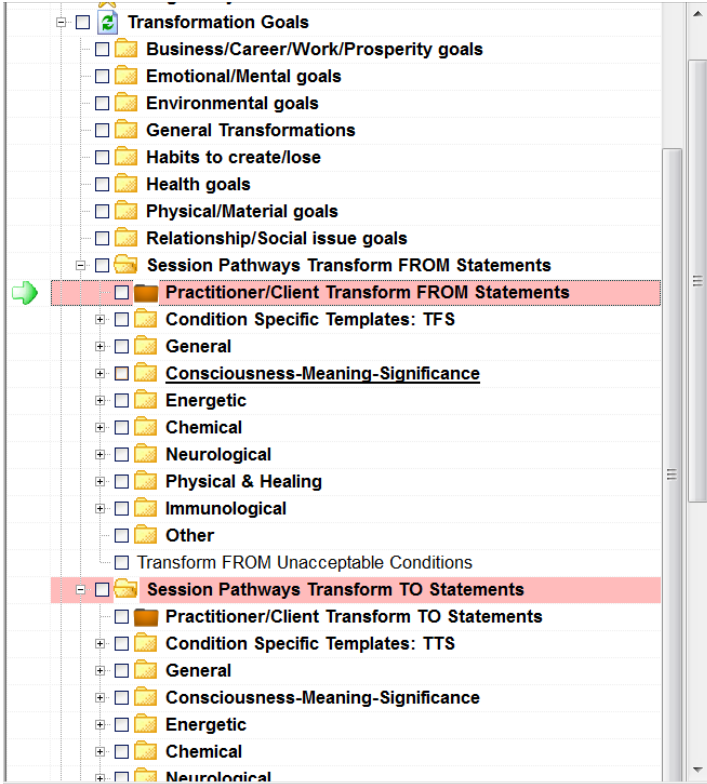 Transformation Goals
Business/Career/Work/Prosperity goals
Emotional/Mental goals
Environmental goals
General Transformations
Habits to create/lose
Health goals
Physical/Material goals
Relationship/Social issue goals
Session Pathways Transform FROM Statements
Practitioner/Client Transform FROM Statements
Condition Specific Templates: TFS
General
Consciousness-Meaning-Significance
Energetic
Chemical
Neurological
Physical & Healing
Immunological
Other
Transform FROM Unacceptable Conditions
Session Pathways Transform TO Statements
Practitioner/Client Transform TO Statements
Condition Specific Templates: TTS
General
Consciousness-Meaning-Significance
Energetic
Chemical
Neurological